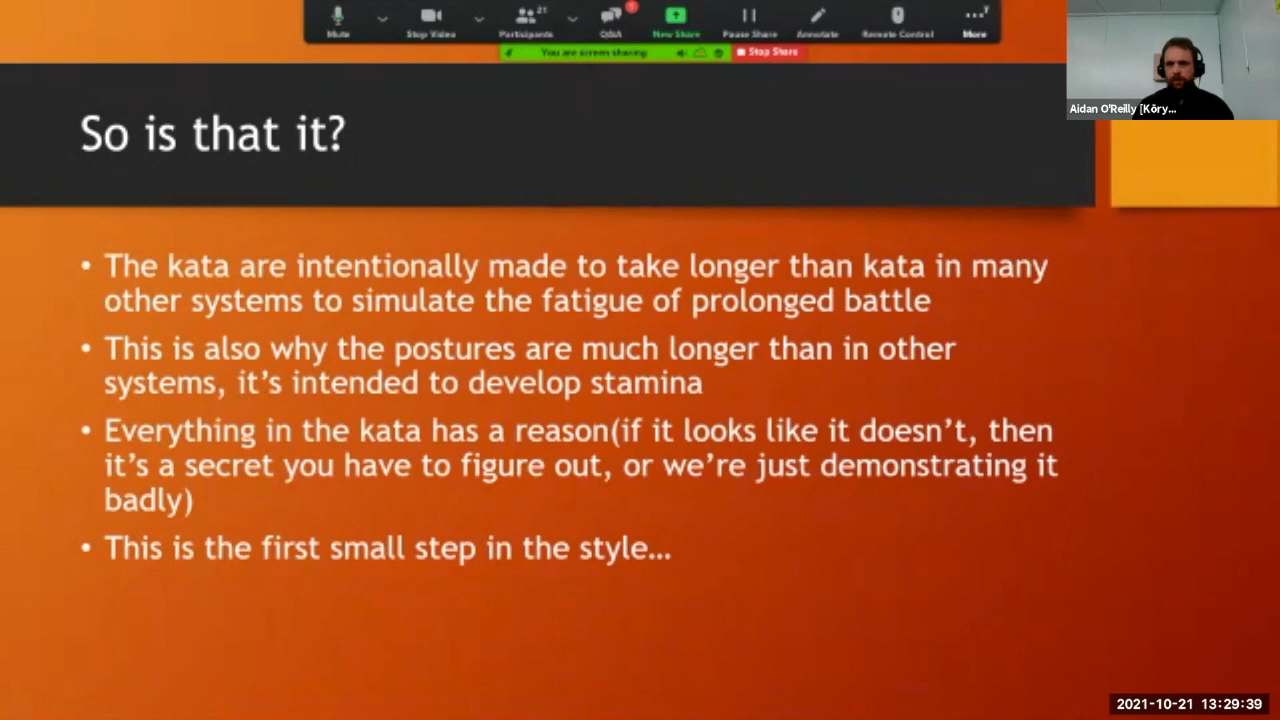 21
1
Mute
Stop Video
Participants
Q&A
New Share
Pause Share
Annotate
Remote Control
More
You are screen sharing
Stop Share
Aidan O'Reilly [Kōry...
So is that it?
• The kata are intentionally made to take longer than kata in many
other systems to simulate the fatigue of prolonged battle
• This is also why the postures are much longer than in other
systems, it's intended to develop stamina
• Everything in the kata has a reason(if it looks like it doesn't, then
it's a secret you have to figure out, or we're just demonstrating it
badly)
• This is the first small step in the style…
2021-10-21 13:29:39